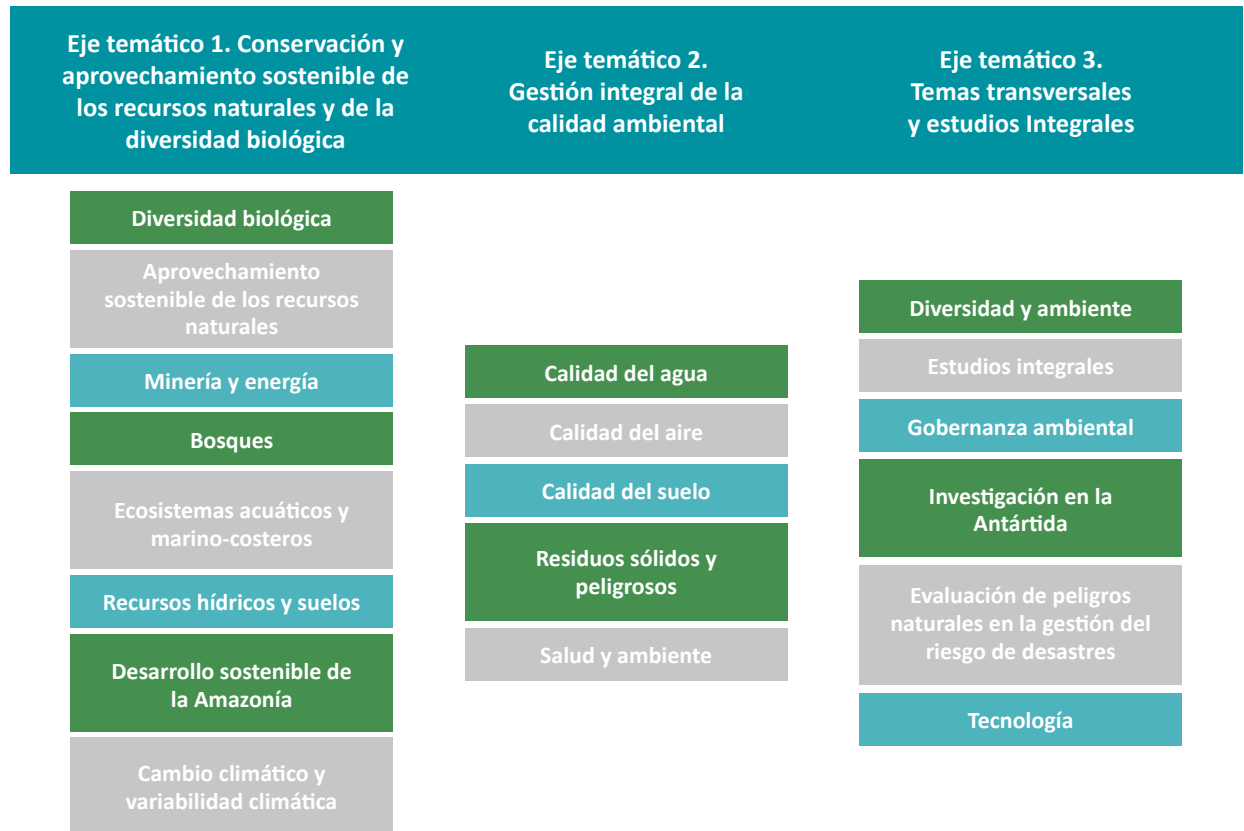 Eje temático 1. Conservación y
aprovechamiento sostenible de
los recursos naturales y de la
diversidad biológica
Eje temático 2.
Gestión integral de la
calidad ambiental
Eje temático 3.
Temas transversales
y estudios Integrales
Diversidad biológica
Aprovechamiento
sostenible de los recursos
naturales
Minería y energía
Bosques
Ecosistemas acuáticos y
marino-costeros
Recursos hídricos y suelos
Desarrollo sostenible de
la Amazonía
Cambio climático y
variabilidad climática
Calidad del agua
Calidad del aire
Calidad del suelo
Residuos sólidos y
peligrosos
Salud y ambiente
Diversidad y ambiente
Estudios integrales
Gobernanza ambiental
Investigación en la
Antártida
Evaluación de peligros
naturales en la gestión del
riesgo de desastres
Tecnología